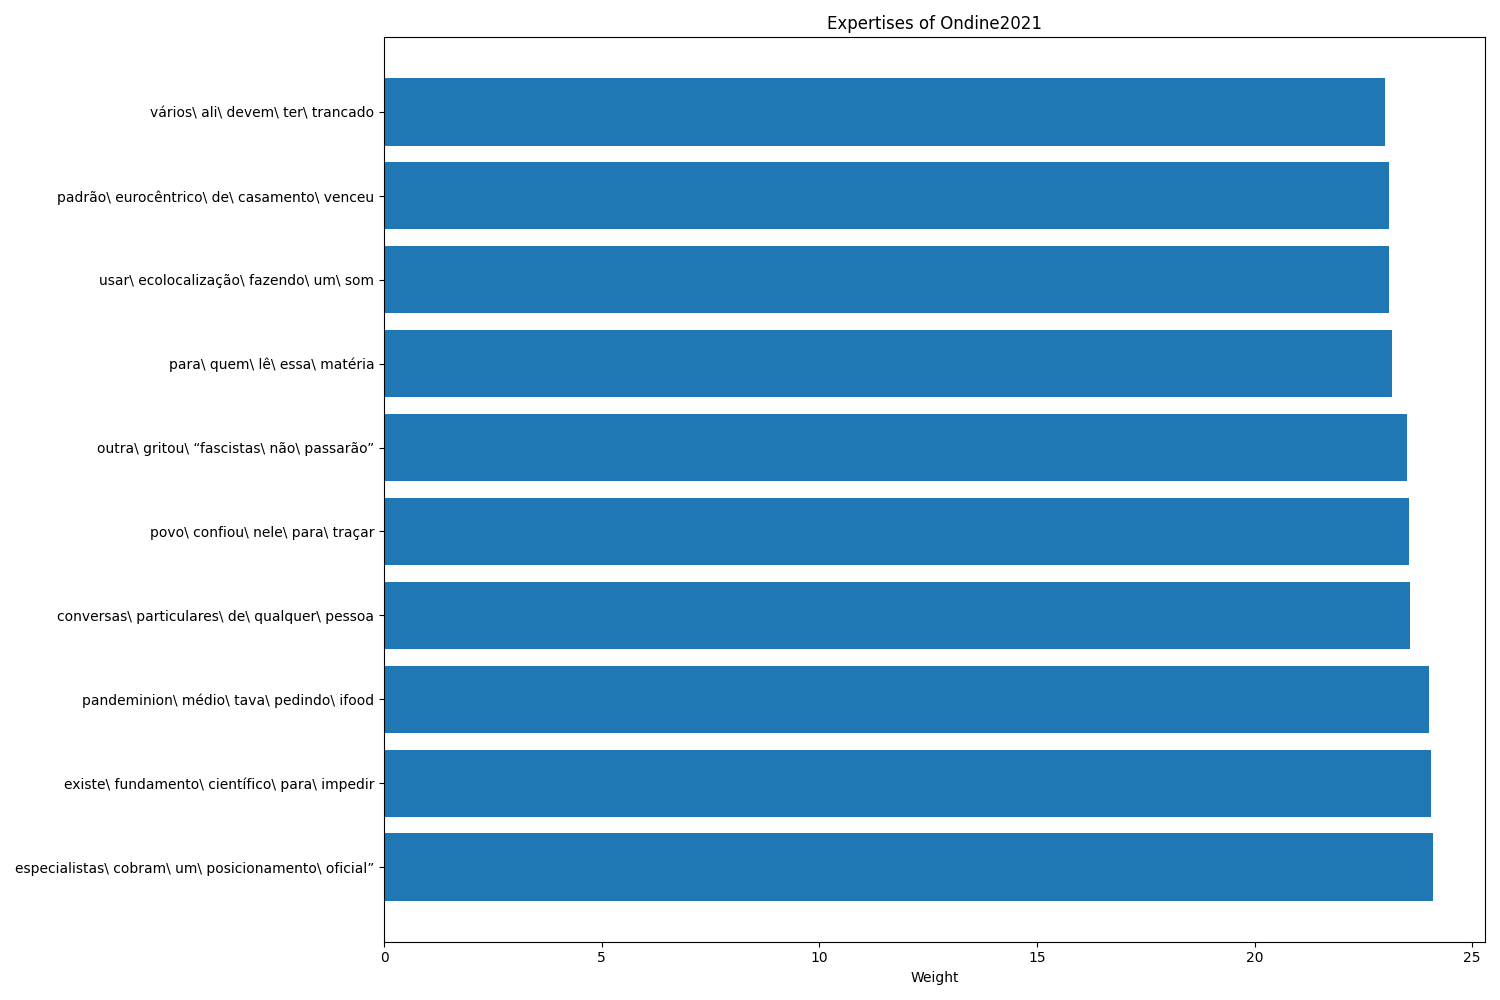 Expertises of Ondine2021
vários\ ali\ devem\ ter\ trancado
padrão\ eurocêntrico\ de\ casamento\ venceu
usar\ ecolocalização\ fazendo\ um\ som
para\ quem\ lê\ essa\ matéria
outra\ gritou\ “fascistas\ não\ passarão”
povo\ confiou\ nele\ para\ traçar
conversas\ particulares\ de\ qualquer\ pessoa
pandeminion\ médio\ tava\ pedindo\ ifood
existe\ fundamento\ científico\ para\ impedir
especialistas\ cobram\ um\ posicionamento\ oficial”
0 5 10 15 20 25
Weight